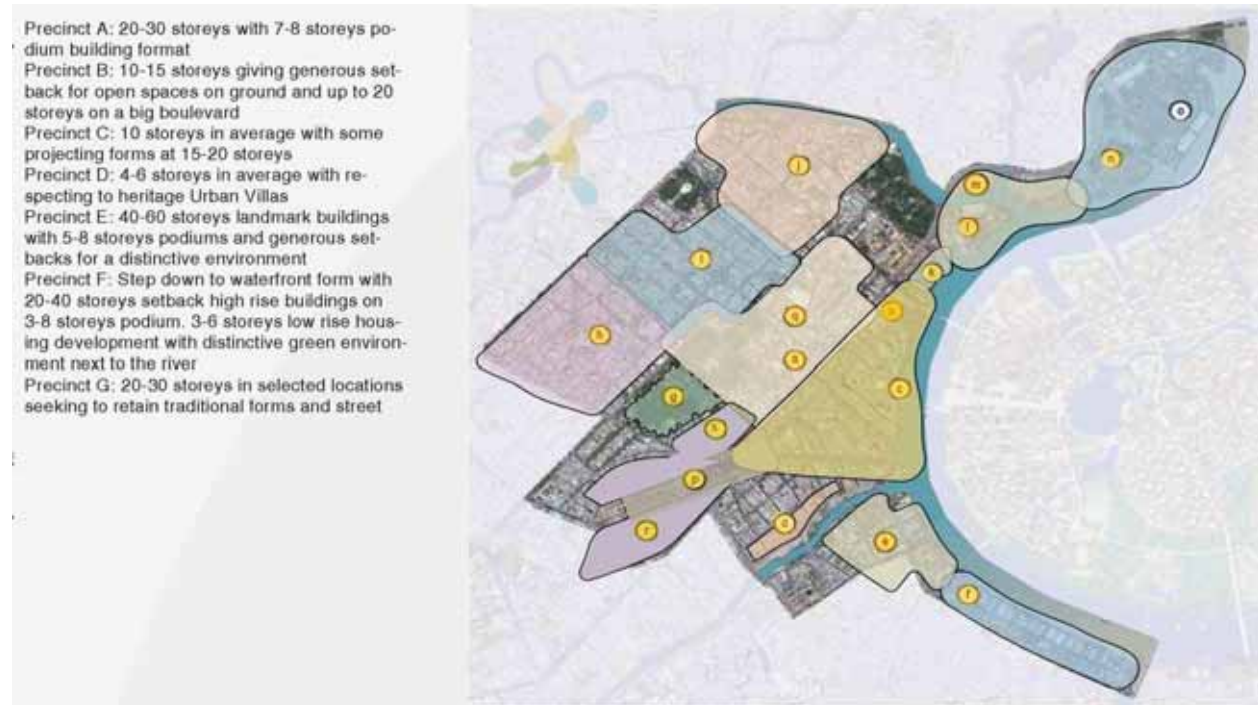 Precinct A: 20-30 storeys with 7-8 storeys po-
dium building format
Precinct B: 10-15 storeys giving generous set-
back for open spaces on ground and up to 20
storeys on a big boulevard
Precinct C: 10 storeys in average with some
projecting forms at 15-20 storeys
Precinct D: 4-6 storeys in average with re-
specting to heritage Urban Villas
Precinct E: 40-60 storeys landmark buildings
with 5-8 storeys podiums and generous set-
backs for a distinctive environment
Precinct F: Step down to waterfront form with
20-40 storeys setback high rise buildings on
3-8 storeys podium. 3-6 storeys low rise hous-
ing development with distinctive green environ-
ment next to the river
Precinct G: 20-30 storeys in selected locations
seeking to retain traditional forms and street
o
n
j
m
l
i
k
q
h
c
g
p
r
d
e
f